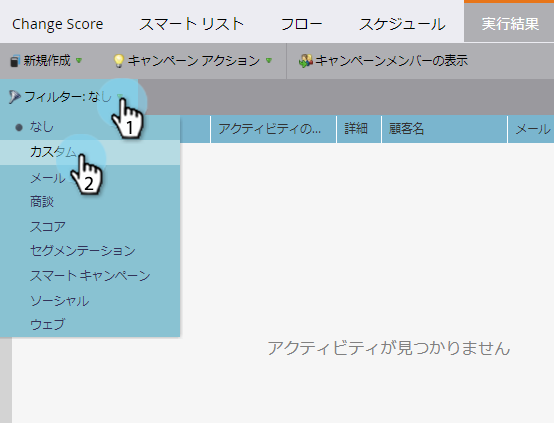 Change Score スマート リスト フロー スケジュール 実行結果
新規作成 キャンペーン アクション キャンペーンメンバーの表示
フィルター: なし
1
なし アクティビティの... 詳細 顧客名 メール
カスタム
2
メール
商談
スコア
セグメンテーション
スマート キャンペーン
ソーシャル
ウェブ
アクティビティが見つかりません